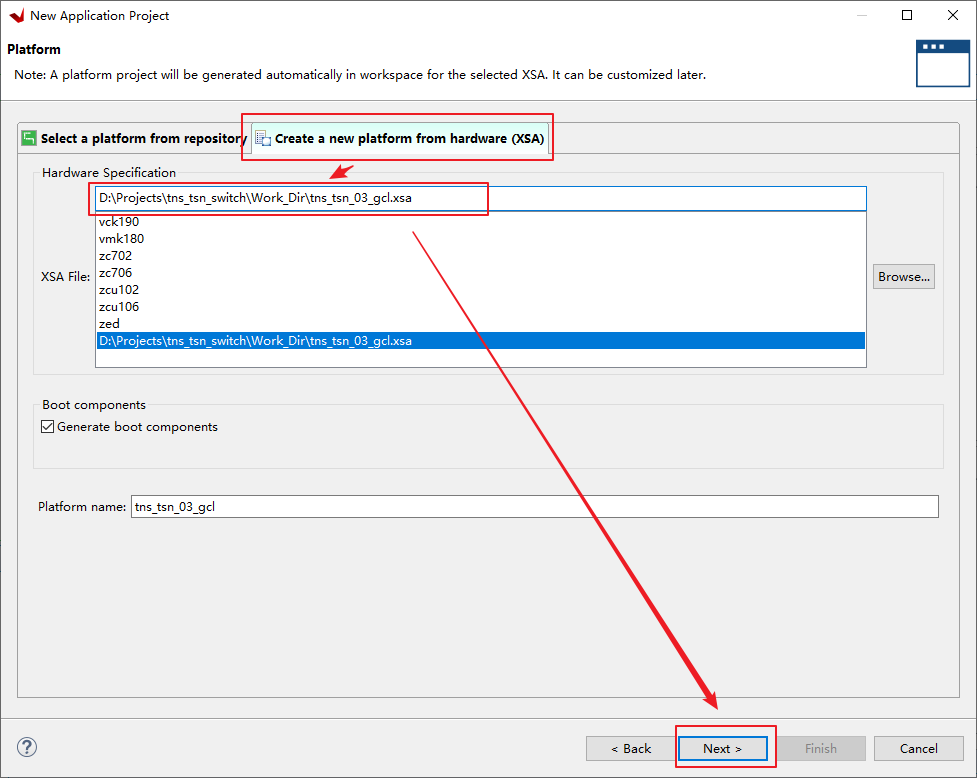 New Application Project
Platform
Note: A platform project will be generated automatically in workspace for the selected XSA. It can be customized later.
Select a platform from repository
Create a new platform from hardware (XSA)
Hardware Specification
D:\Projects\tns_tsn_switch\Work_Dir\tns_tsn_03_gcl.xsa
vck190
vmk180
zc702
zc706
zcu102
zcu106
zed
D:\Projects\tns_tsn_switch\Work_Dir\tns_tsn_03_gcl.xsa
XSA File:
Browse...
Boot components
Generate boot components
Platform name: tns_tsn_03_gcl
?
< Back
Next >
Finish
Cancel